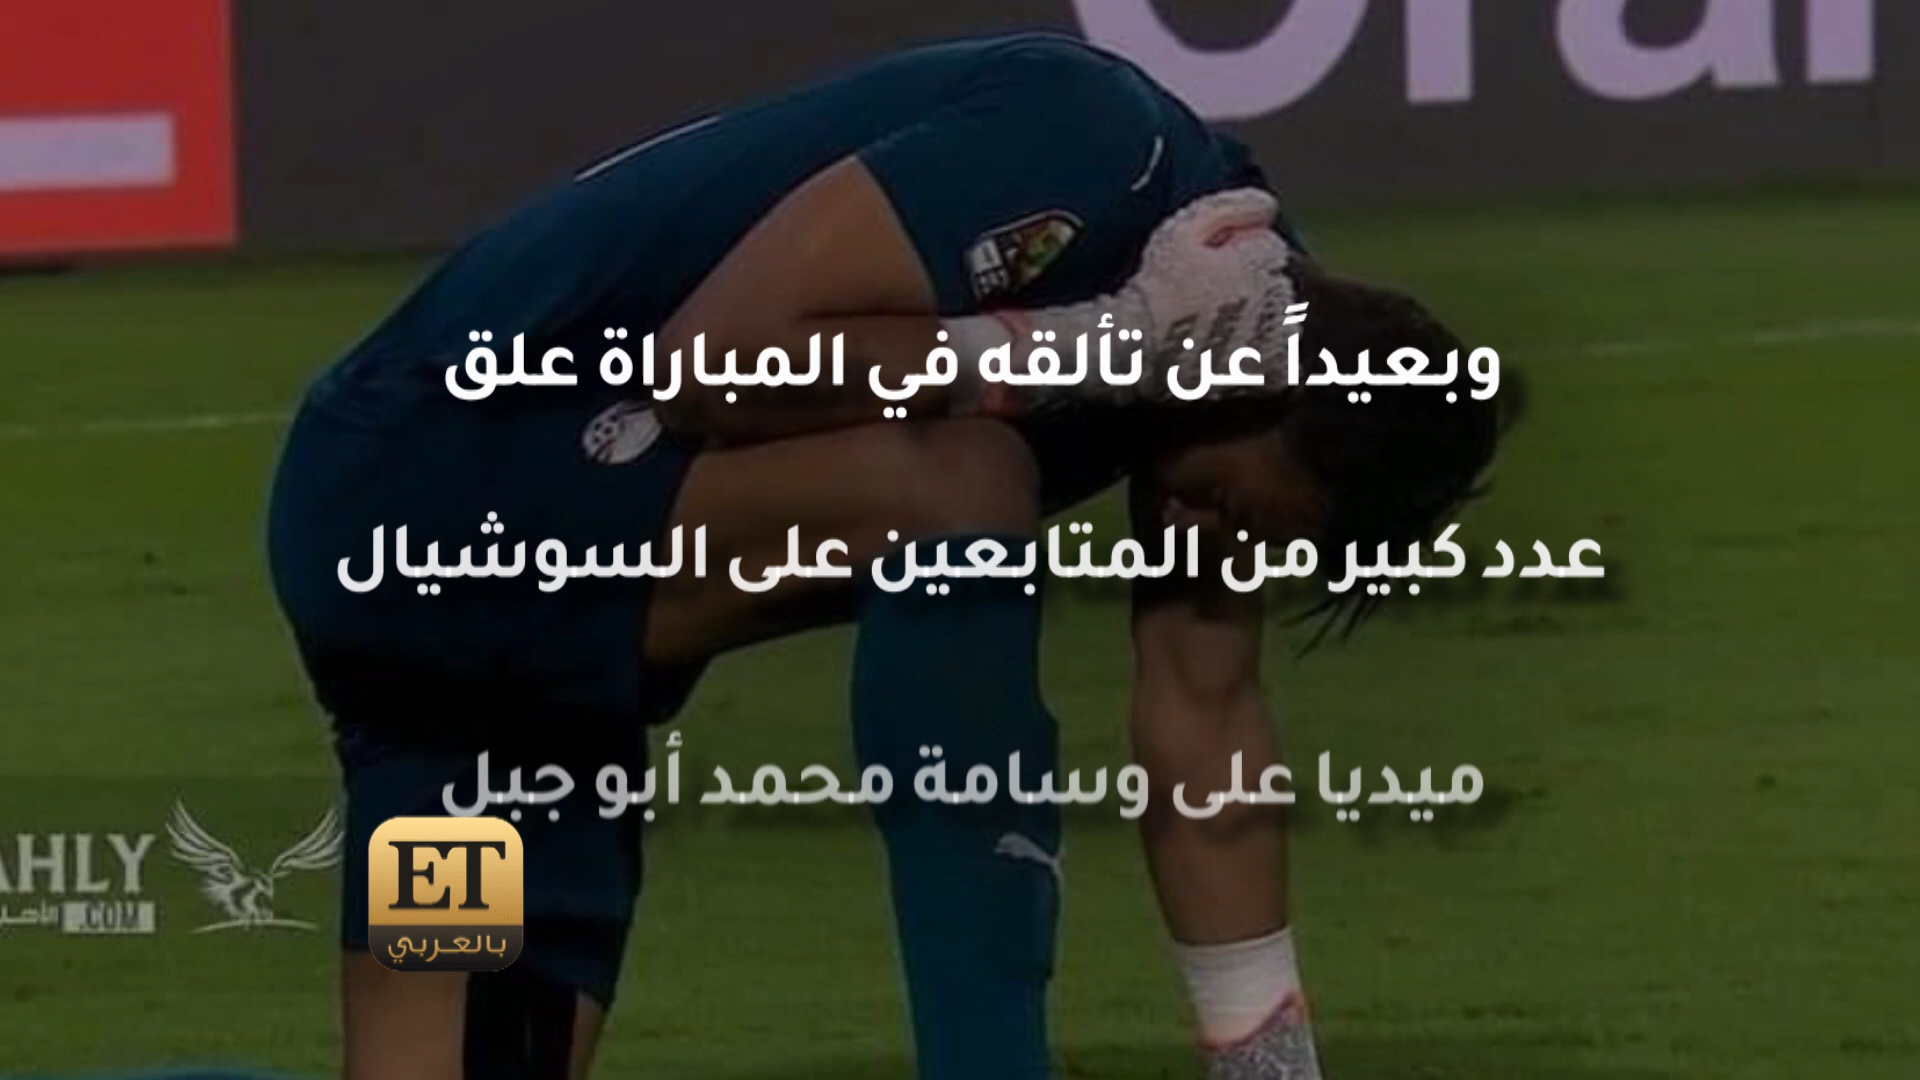 وبعيداً عن تألقه في المباراة علق
عدد كبير من المتابعين على السوشيال
ميديا على وسامة محمد أبو جبل
AHLY
.COM
ET
بالعربي